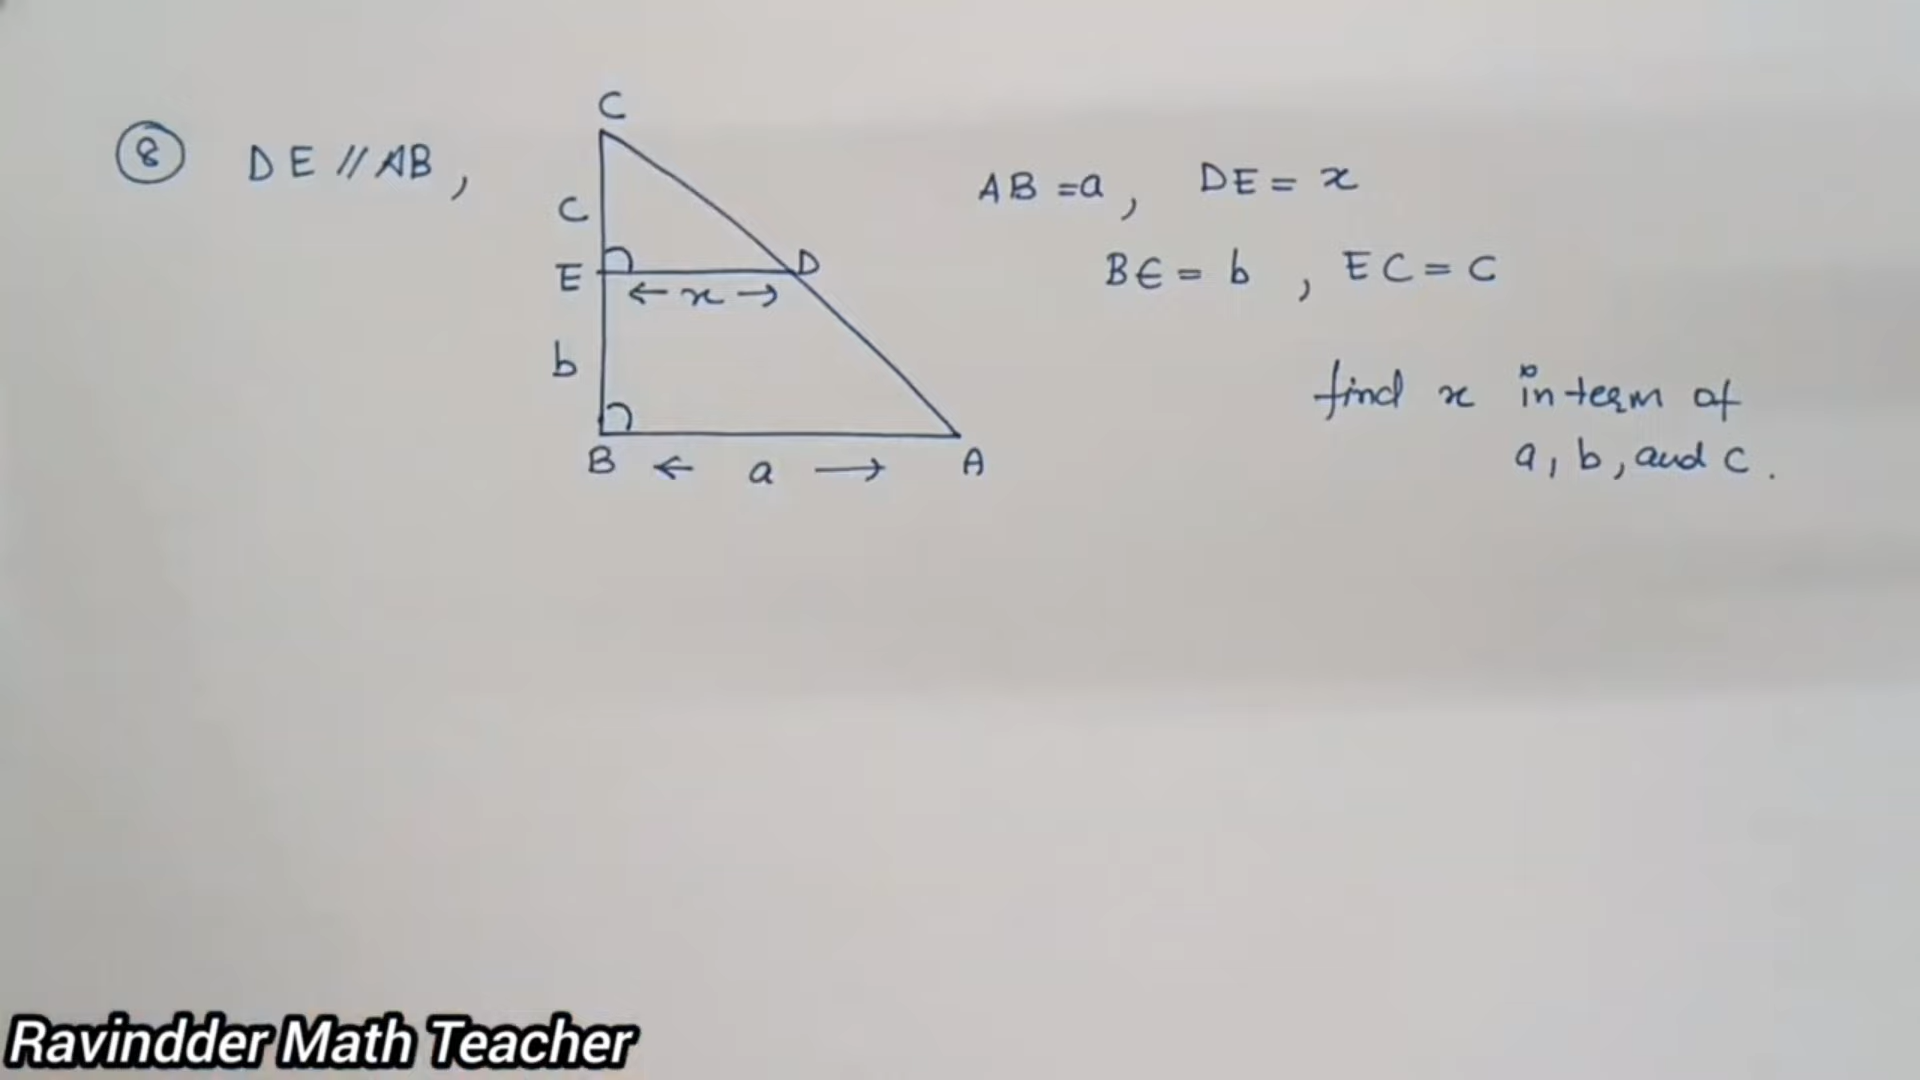 8 DE // AB ,
C
C
E
b
B ← a → A
← x →
D
AB = a , DE = x
BE = b , EC = C
find x in term of
a, b, and c .
Ravindder Math Teacher